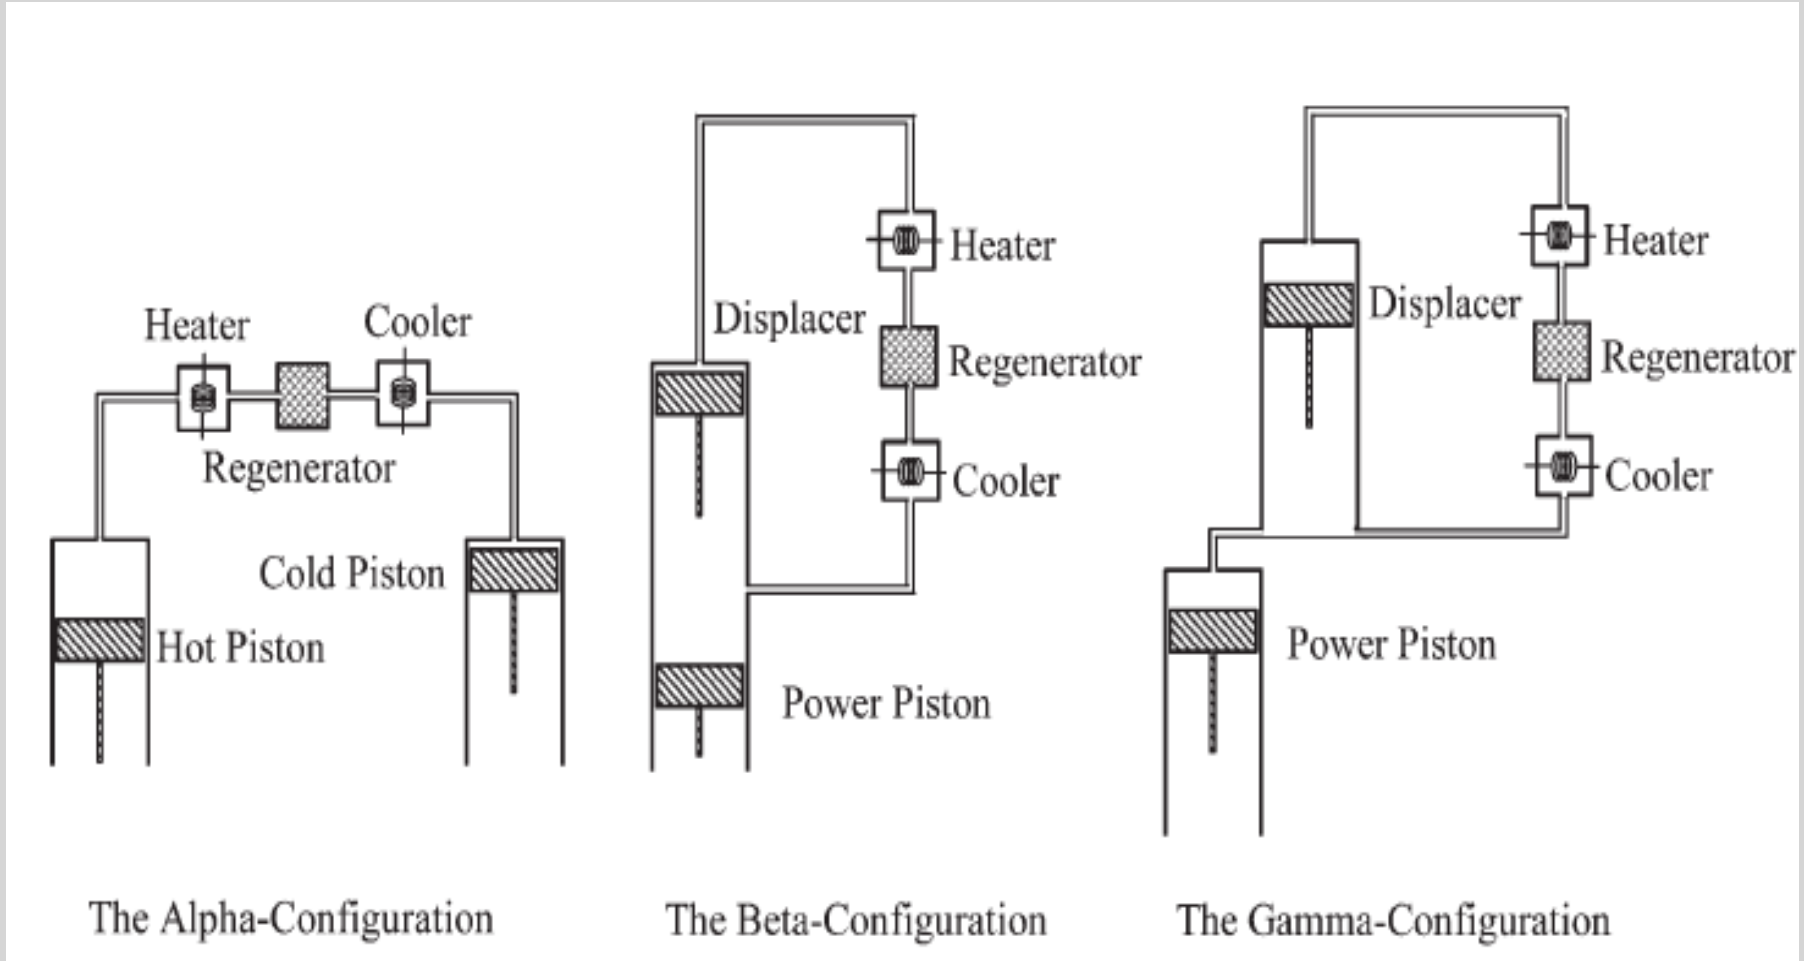 Heater
Cooler
Regenerator
Cold Piston
Hot Piston
The Alpha-Configuration
Heater
Displacer
Regenerator
Cooler
Power Piston
The Beta-Configuration
Heater
Displacer
Regenerator
Cooler
Power Piston
The Gamma-Configuration